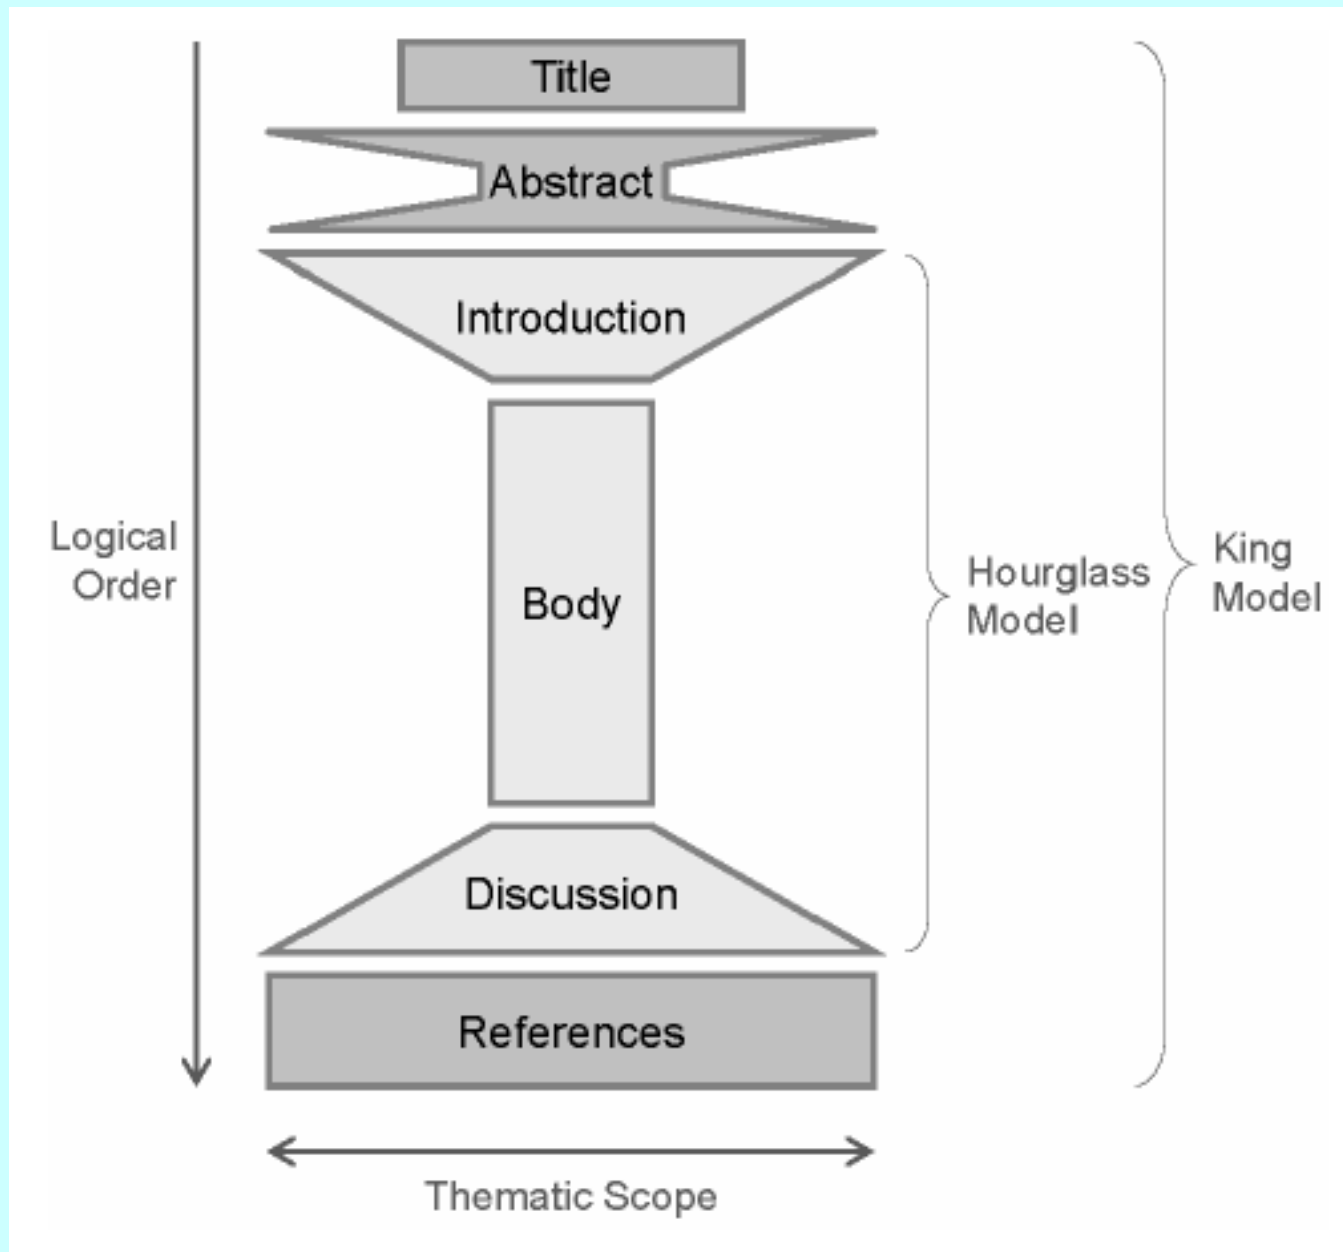 Title
Abstract
Introduction
Logical
Order
Body
Hourglass
Model
King
Model
Discussion
References
Thematic Scope